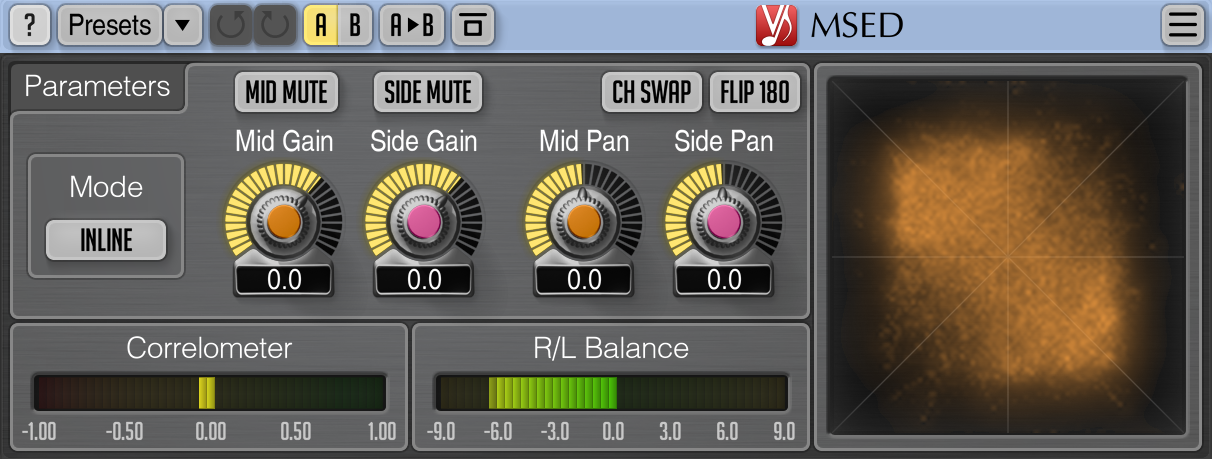 ? Presets A B A▶B MSED
Parameters MID MUTE SIDE MUTE CH SWAP FLIP 180
Mid Gain Side Gain Mid Pan Side Pan
Mode
INLINE
0.0 0.0 0.0 0.0
Correlometer R/L Balance
-1.00 -0.50 0.00 0.50 1.00 -9.0 -6.0 -3.0 0.0 3.0 6.0 9.0